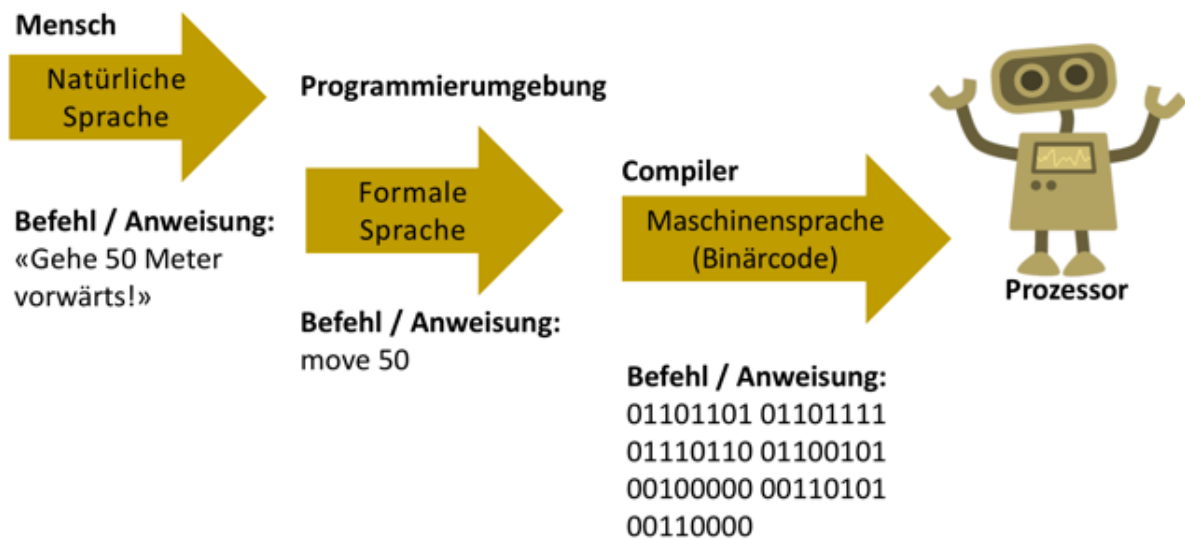 Mensch
Natürliche
Sprache
Befehl / Anweisung:
«Gehe 50 Meter
vorwärts!»
Programmierumgebung
Formale
Sprache
Befehl / Anweisung:
move 50
Compiler
Maschinensprache
(Binärcode)
Befehl / Anweisung:
01101101 01101111
01110110 01100101
00100000 00110101
00110000
Prozessor